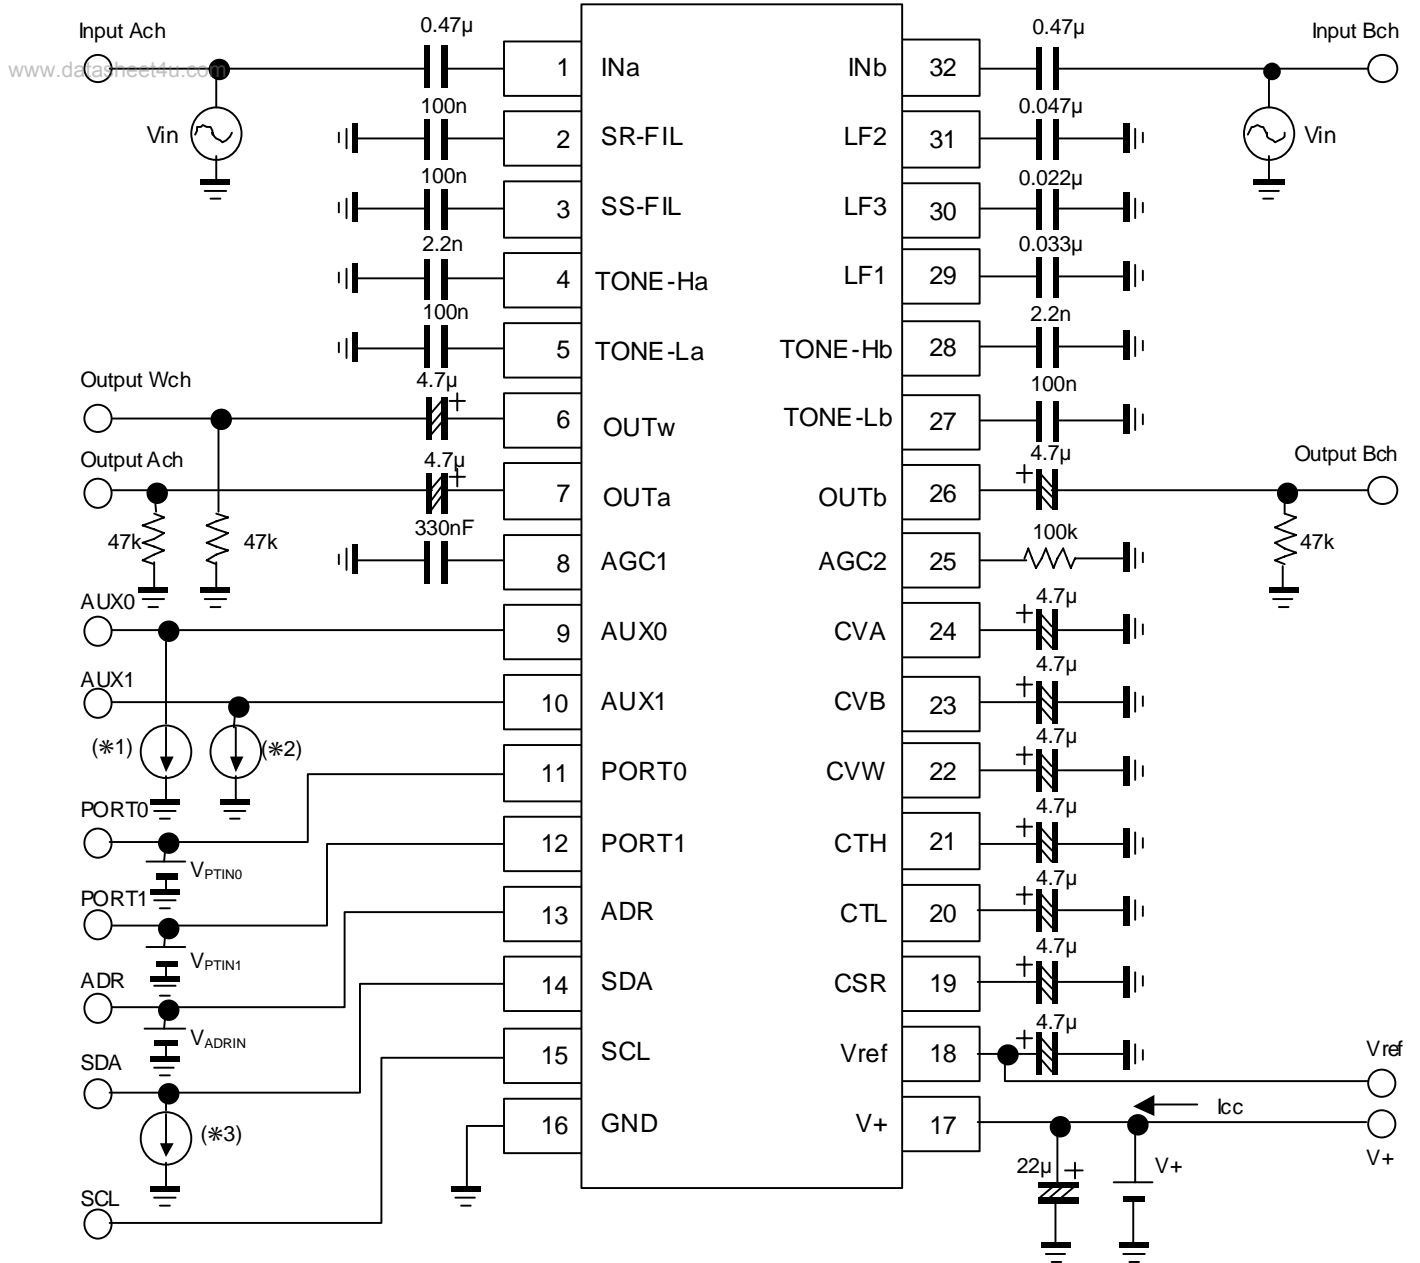 Input Ach
0.47μ
0.47μ
Input Bch
www.datasheet4u.com
1 INa
INb 32
Vin
100n
2 SR-FIL
0.047μ
LF2 31
Vin
100n
3 SS-FIL
0.022μ
LF3 30
2.2n
4 TONE-Ha
0.033μ
LF1 29
100n
5 TONE-La
2.2n
TONE-Hb 28
Output Wch
4.7μ +
6 OUTw
100n
TONE-Lb 27
Output Ach
4.7μ +
7 OUTa
+ 4.7μ
OUTb 26
Output Bch
47k
47k
330nF
8 AGC1
100k
AGC2 25
47k
AUX0
9 AUX0
+ 4.7μ
CVA 24
AUX1
10 AUX1
+ 4.7μ
CVB 23
(※1)
(※2)
11 PORT0
+ 4.7μ
CVW 22
PORT0
VPTIN0
12 PORT1
+ 4.7μ
CTH 21
PORT1
VPTIN1
13 ADR
+ 4.7μ
CTL 20
ADR
VADRIN
14 SDA
+ 4.7μ
CSR 19
SDA
15 SCL
+ 4.7μ
Vref 18
Vref
(※3)
16 GND
V+ 17
Icc
V+
22μ +
V+
SCL